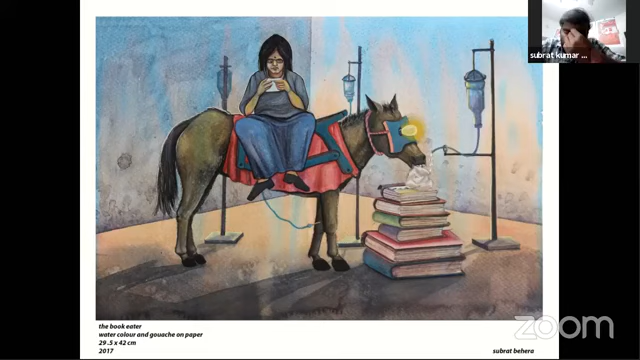 subrat kumar ...
the book eater
water colour and gouache on paper
29 .5 x 42 cm
2017
subrat behera
zoom